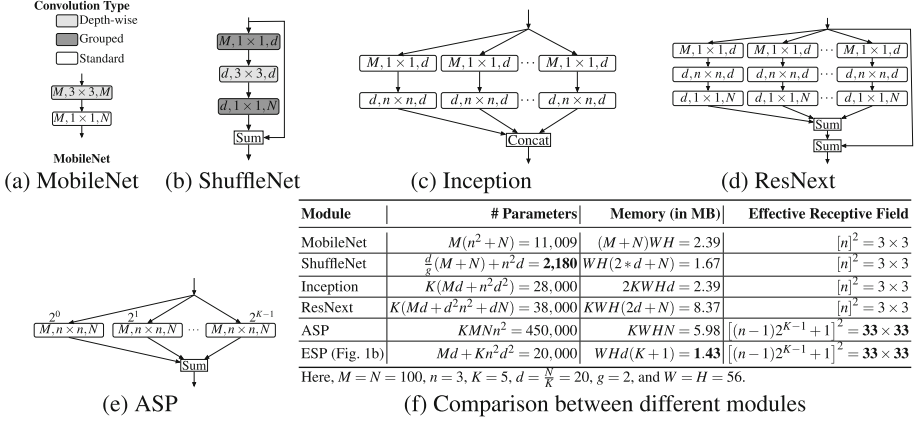 Convolution Type
Depth-wise
Grouped
Standard
M, 3 × 3, M
M, 1 × 1, N
MobileNet
(a) MobileNet
M, 1 × 1, d
d, 3 × 3, d
d, 1 × 1, N
Sum
(b) ShuffleNet
M, 1 × 1, d M, 1 × 1, d ··· M, 1 × 1, d
d, n × n, d d, n × n, d ··· d, n × n, d
Concat
(c) Inception
M, 1 × 1, d M, 1 × 1, d ··· M, 1 × 1, d
d, n × n, d d, n × n, d ··· d, n × n, d
d, 1 × 1, N d, 1 × 1, N ··· d, 1 × 1, N
Sum
Sum
(d) ResNext
2^0 2^1 2^{K−1}
M, n × n, N M, n × n, N ··· M, n × n, N
Sum
(e) ASP
Module # Parameters Memory (in MB) Effective Receptive Field
MobileNet M(n² + N) = 11,009 (M + N)WH = 2.39 [n]² = 3 × 3
ShuffleNet d/g (M + N) + n²d = 2,180 WH(2 * d + N) = 1.67 [n]² = 3 × 3
Inception K(Md + n²d²) = 28,000 2KWHd = 2.39 [n]² = 3 × 3
ResNext K(Md + d²n² + dN) = 38,000 KWH(2d + N) = 8.37 [n]² = 3 × 3
ASP KMNn² = 450,000 KWHN = 5.98 [(n − 1)2^{K−1} + 1]² = 33 × 33
ESP (Fig. 1b) Md + Kn²d² = 20,000 WHd(K + 1) = 1.43 [(n − 1)2^{K−1} + 1]² = 33 × 33
Here, M = N = 100, n = 3, K = 5, d = N/K = 20, g = 2, and W = H = 56.
(f) Comparison between different modules